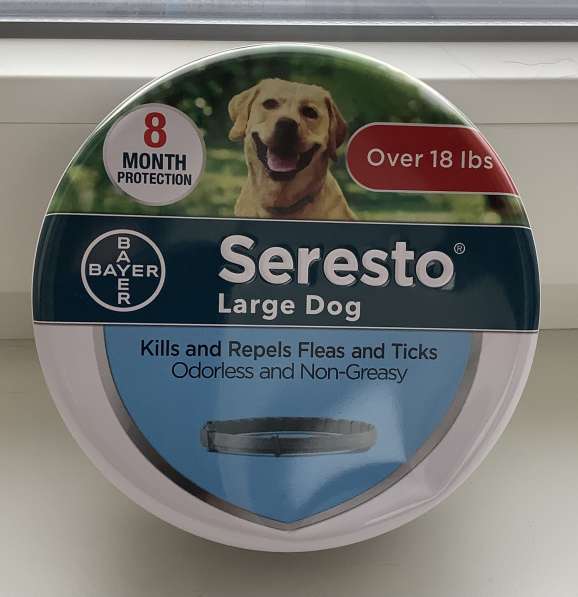 8
MONTH
PROTECTION
Over 18 lbs
BAYER
BAYER
Seresto®
Large Dog
Kills and Repels Fleas and Ticks
Odorless and Non-Greasy